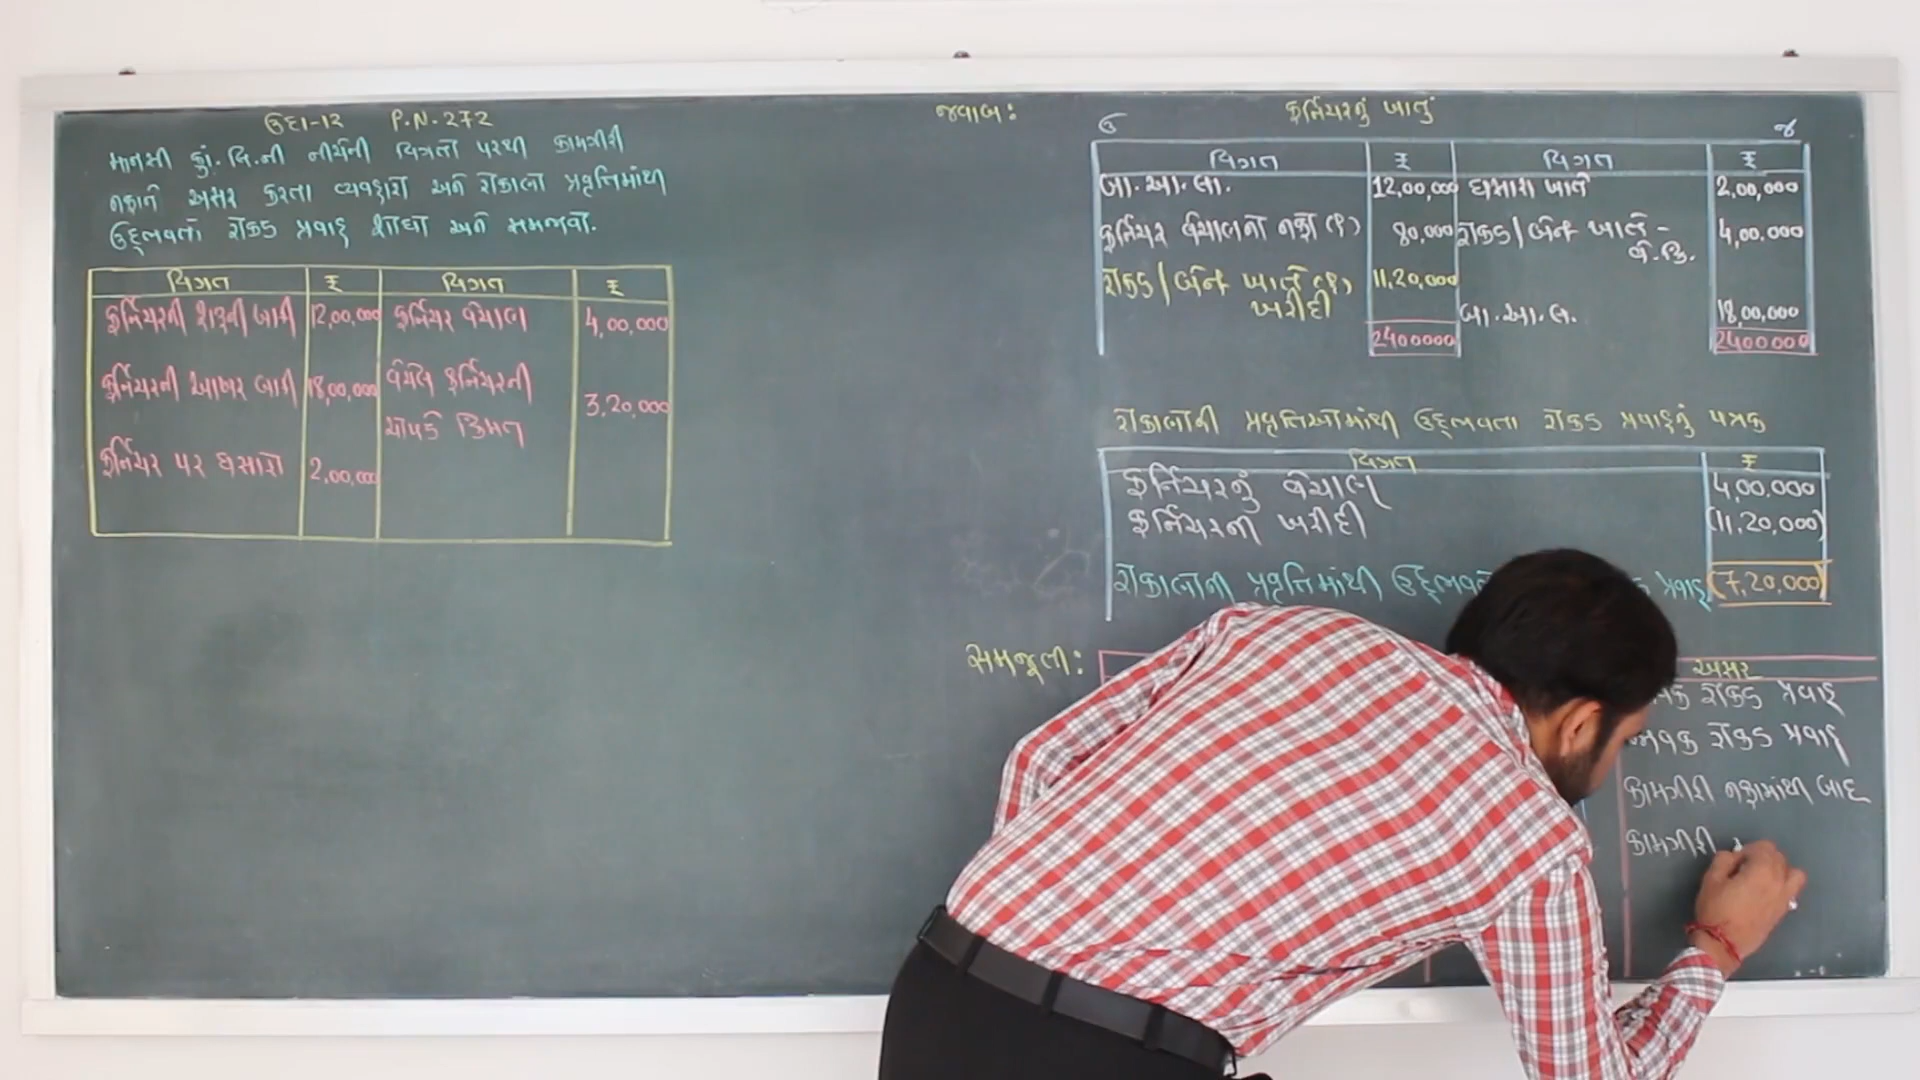 ઉદા-12 P.N.272
માનસી કાં.લિ.ની નીચેની વિગતો પરથી કામગીરી
નફાને અસર કરતા વ્યવહારો અને રોકાણો પ્રવૃત્તિમાંથી
ઉદ્દ્ભવતો રોકડ પ્રવાહ શોધો અને સમજાવો.
વિગત ₹ વિગત ₹
ફર્નિચરની શરૂની બાકી 12,00,000 ફર્નિચર વેચાણ 4,00,000
ફર્નિચરની આખર બાકી 18,00,000 વેચેલ ફર્નિચરની
ચોપડે કિંમત 3,20,000
ફર્નિચર પર ઘસારો 2,00,000
જવાબ:
ફર્નિચરનું ખાતું
ઉ જ
વિગત ₹ વિગત ₹
બા.આ.લા. 12,00,000 ઘસારા ખાતે 2,00,000
ફર્નિચર વેચાણનો નફો (?) 80,000 રોકડ/બેંક ખાતે - 4,00,000
વે.કિ.
રોકડ/બેંક ખાતે (?) 11,20,000
ખરીદી
બા.આ.લ. 18,00,000
2400000 2400000
રોકાણોની પ્રવૃત્તિઓમાંથી ઉદ્દ્ભવતા રોકડ પ્રવાહનું પત્રક
વિગત ₹
ફર્નિચરનું વેચાણ 4,00,000
ફર્નિચરની ખરીદી (11,20,000)
રોકાણોની પ્રવૃત્તિમાંથી પ્રવાહ (7,20,000)
સમજૂતી:
અસર
રોકડ પ્રવાહ
રોકડ પ્રવાહ
કામગીરી નફામાંથી બાદ
કામગીરી